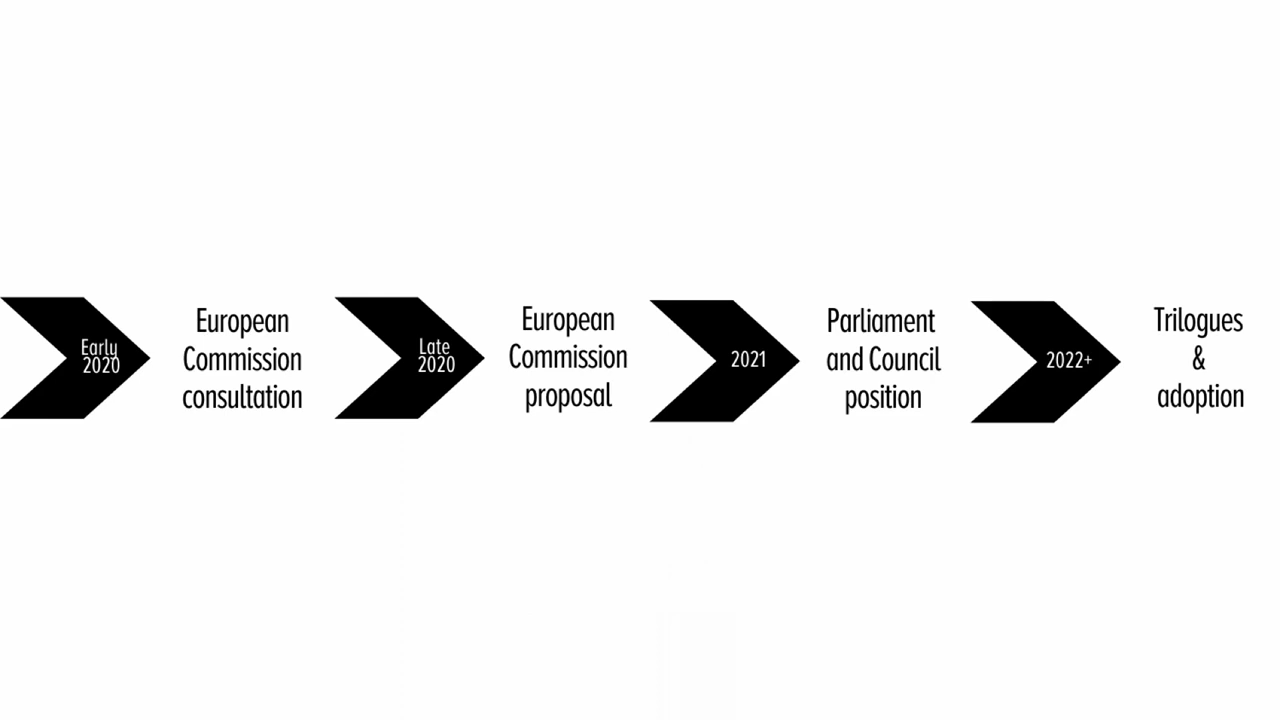 Early
2020
European
Commission
consultation
Late
2020
European
Commission
proposal
2021
Parliament
and Council
position
2022+
Trilogues
&
adoption